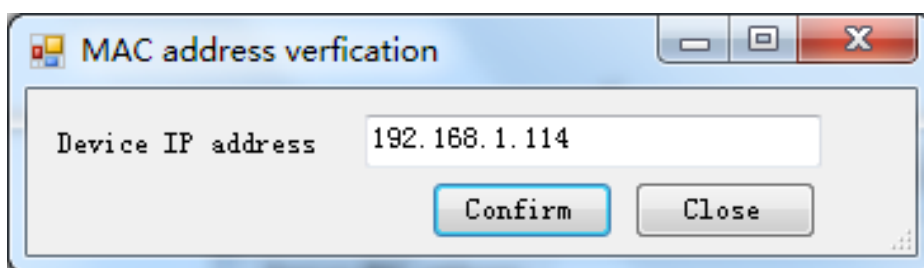 MAC address verfication
Device IP address 192.168.1.114
Confirm Close